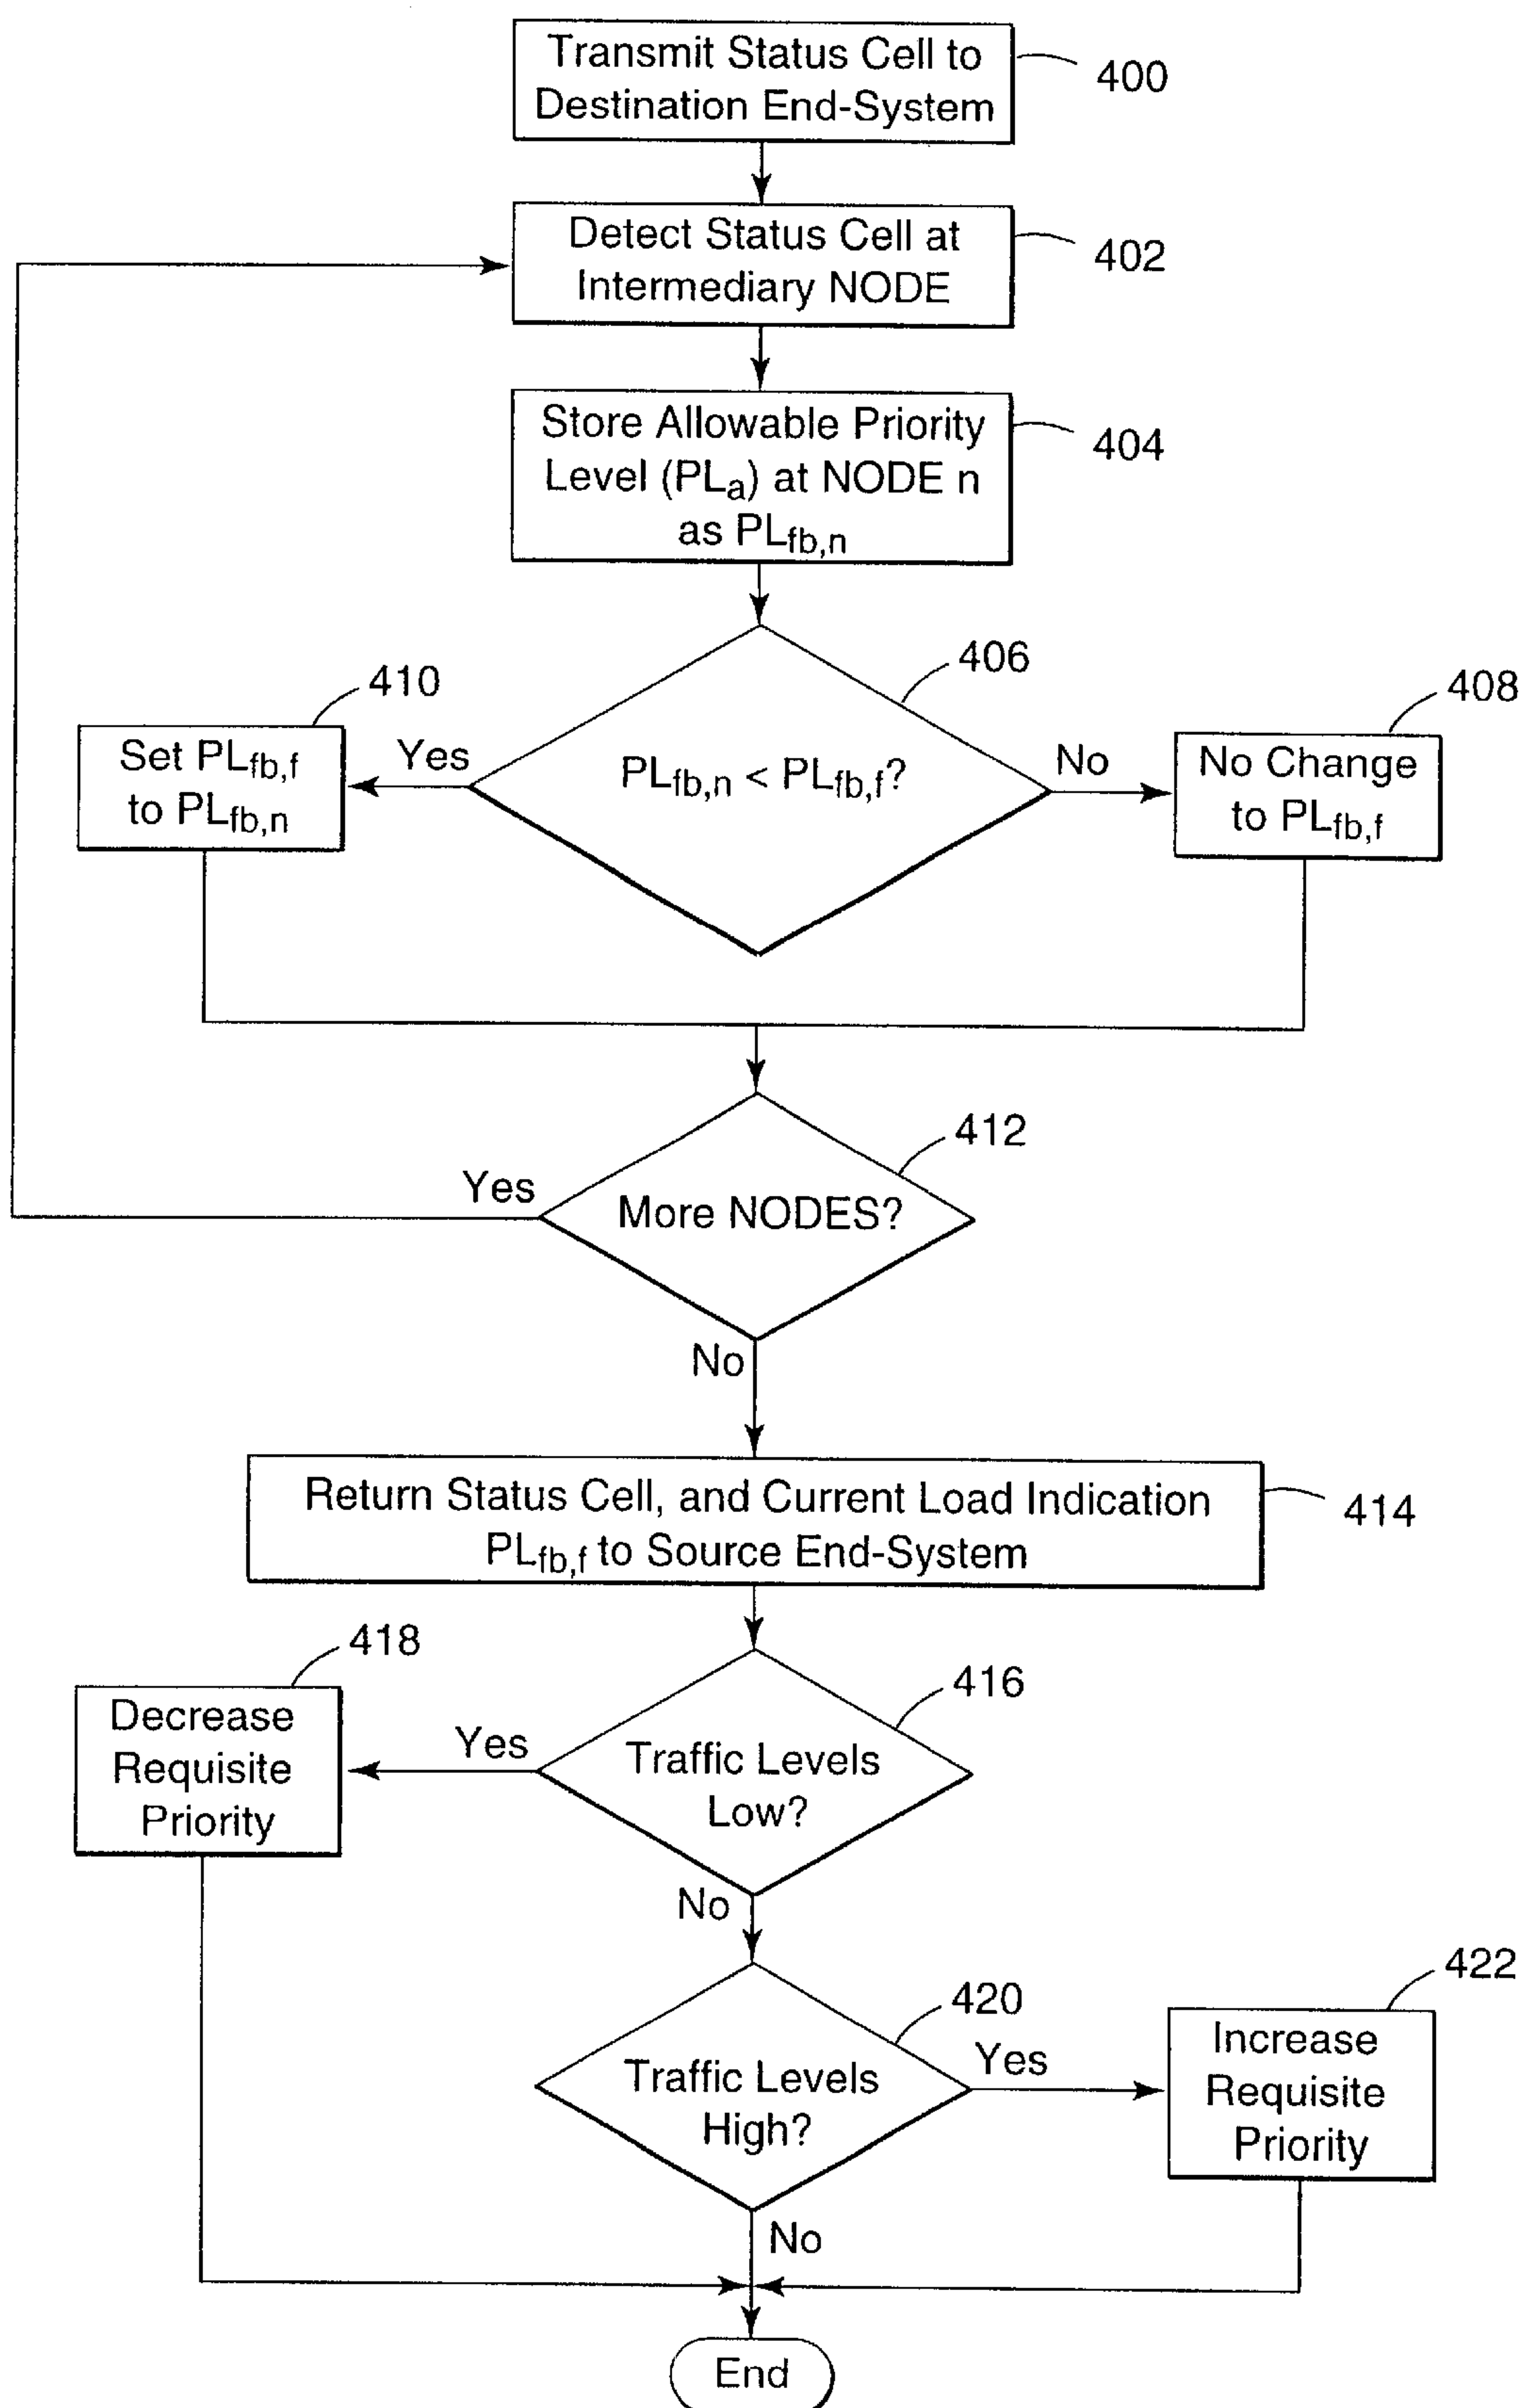 Transmit Status Cell to
Destination End-System
400
Detect Status Cell at
Intermediary NODE
402
Store Allowable Priority
Level (PLa) at NODE n
as PLfb,n
404
406
410
408
Set PLfb,f
to PLfb,n
Yes
PLfb,n < PLfb,f?
No
No Change
to PLfb,f
412
Yes
More NODES?
No
Return Status Cell, and Current Load Indication
PLfb,f to Source End-System
414
418
416
Decrease
Requisite
Priority
Yes
Traffic Levels
Low?
No
420
422
Traffic Levels
High?
Yes
Increase
Requisite
Priority
No
End